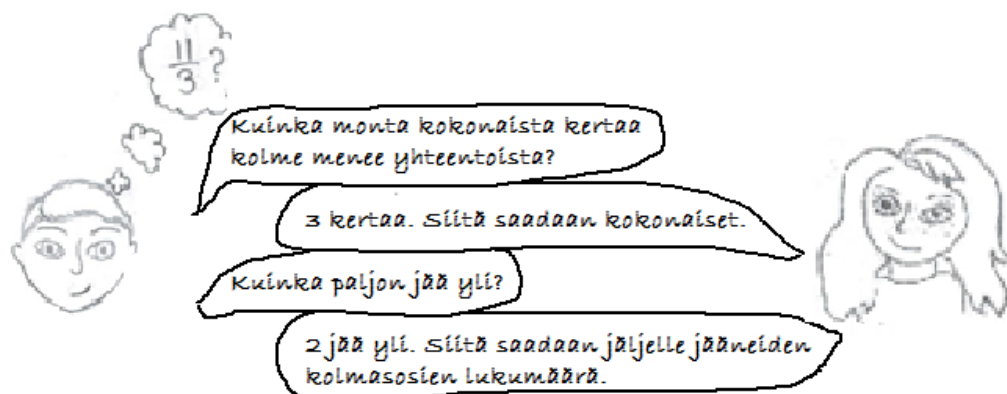 11
3 ?
Kuinka monta kokonaista kertaa
kolme menee yhteentoista?
3 kertaa. Siitä saadaan kokonaiset.
Kuinka paljon jää yli?
2 jää yli. Siitä saadaan jäljelle jääneiden
kolmasosien lukumäärä.